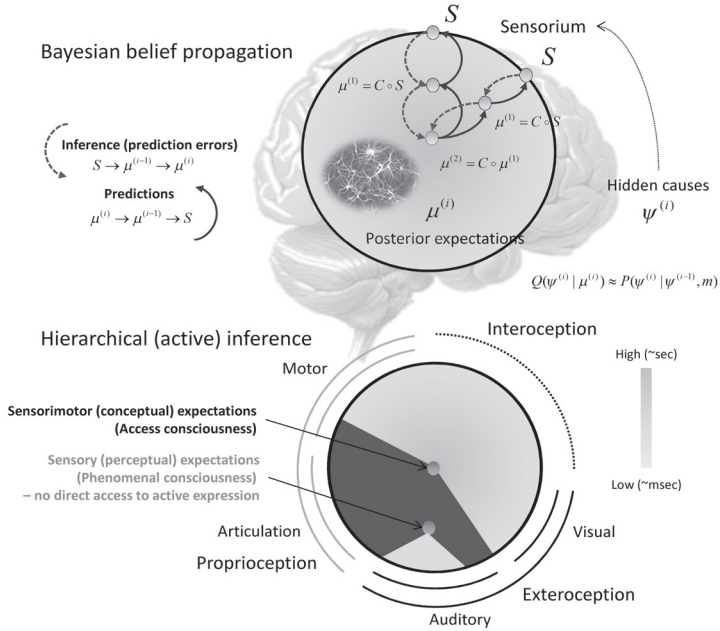 Bayesian belief propagation
S
Sensorium
S
μ^(1) = C∘S
μ^(1) = C∘S
Inference (prediction errors)
S → μ^(i−1) → μ^(i)
Predictions
μ^(i) → μ^(i−1) → S
μ^(2) = C∘μ^(1)
μ^(i)
Posterior expectations
Hidden causes
ψ^(i)
Q(ψ^(i) | μ^(i)) ≈ P(ψ^(i) | ψ^(i−1), m)
Hierarchical (active) inference
Interoception
Motor
High (~sec)
Sensorimotor (conceptual) expectations
(Access consciousness)
Sensory (perceptual) expectations
(Phenomenal consciousness)
– no direct access to active expression
Low (~msec)
Articulation
Visual
Proprioception
Exteroception
Auditory